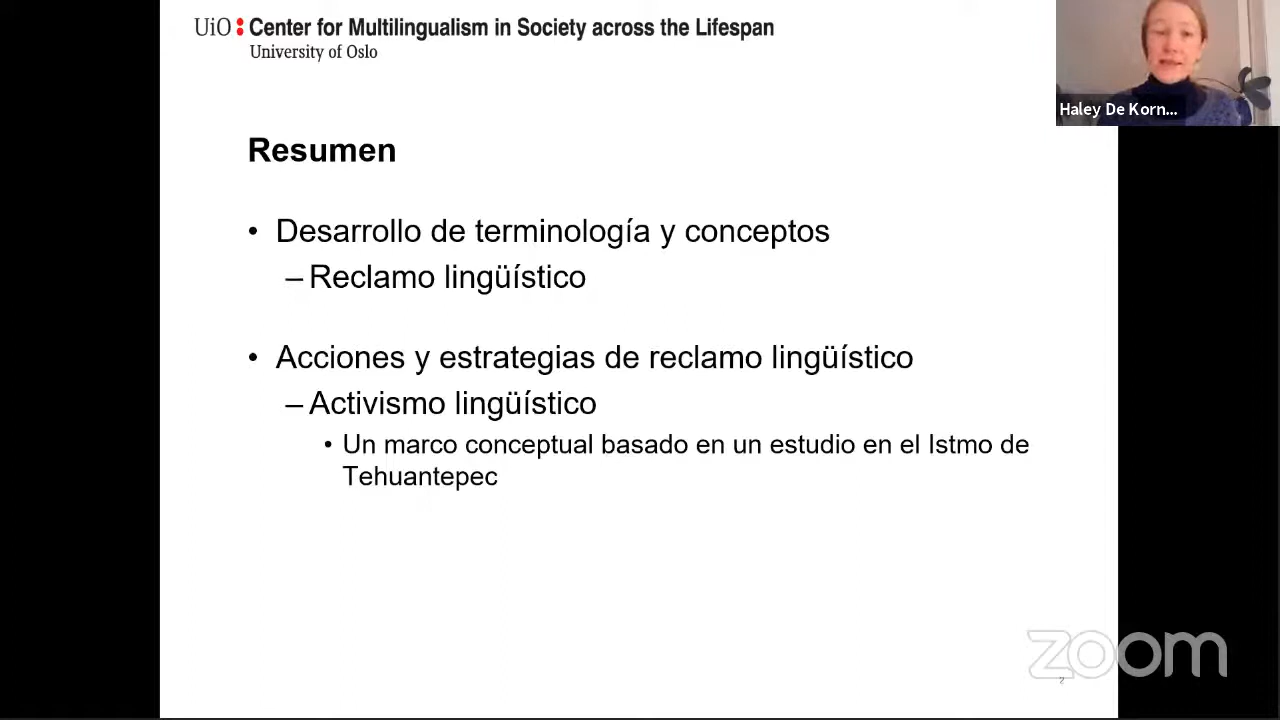 UiO : Center for Multilingualism in Society across the Lifespan
University of Oslo
Haley De Korn...
Resumen
• Desarrollo de terminología y conceptos
– Reclamo lingüístico
• Acciones y estrategias de reclamo lingüístico
– Activismo lingüístico
• Un marco conceptual basado en un estudio en el Istmo de
Tehuantepec
zoom
2